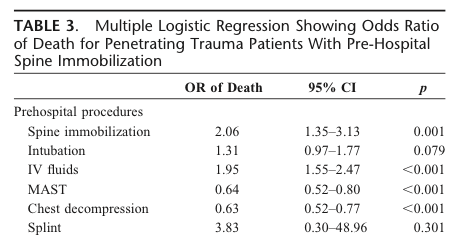 TABLE 3. Multiple Logistic Regression Showing Odds Ratio
of Death for Penetrating Trauma Patients With Pre-Hospital
Spine Immobilization
OR of Death 95% CI p
Prehospital procedures
Spine immobilization 2.06 1.35–3.13 0.001
Intubation 1.31 0.97–1.77 0.079
IV fluids 1.95 1.55–2.47 <0.001
MAST 0.64 0.52–0.80 <0.001
Chest decompression 0.63 0.52–0.77 <0.001
Splint 3.83 0.30–48.96 0.301